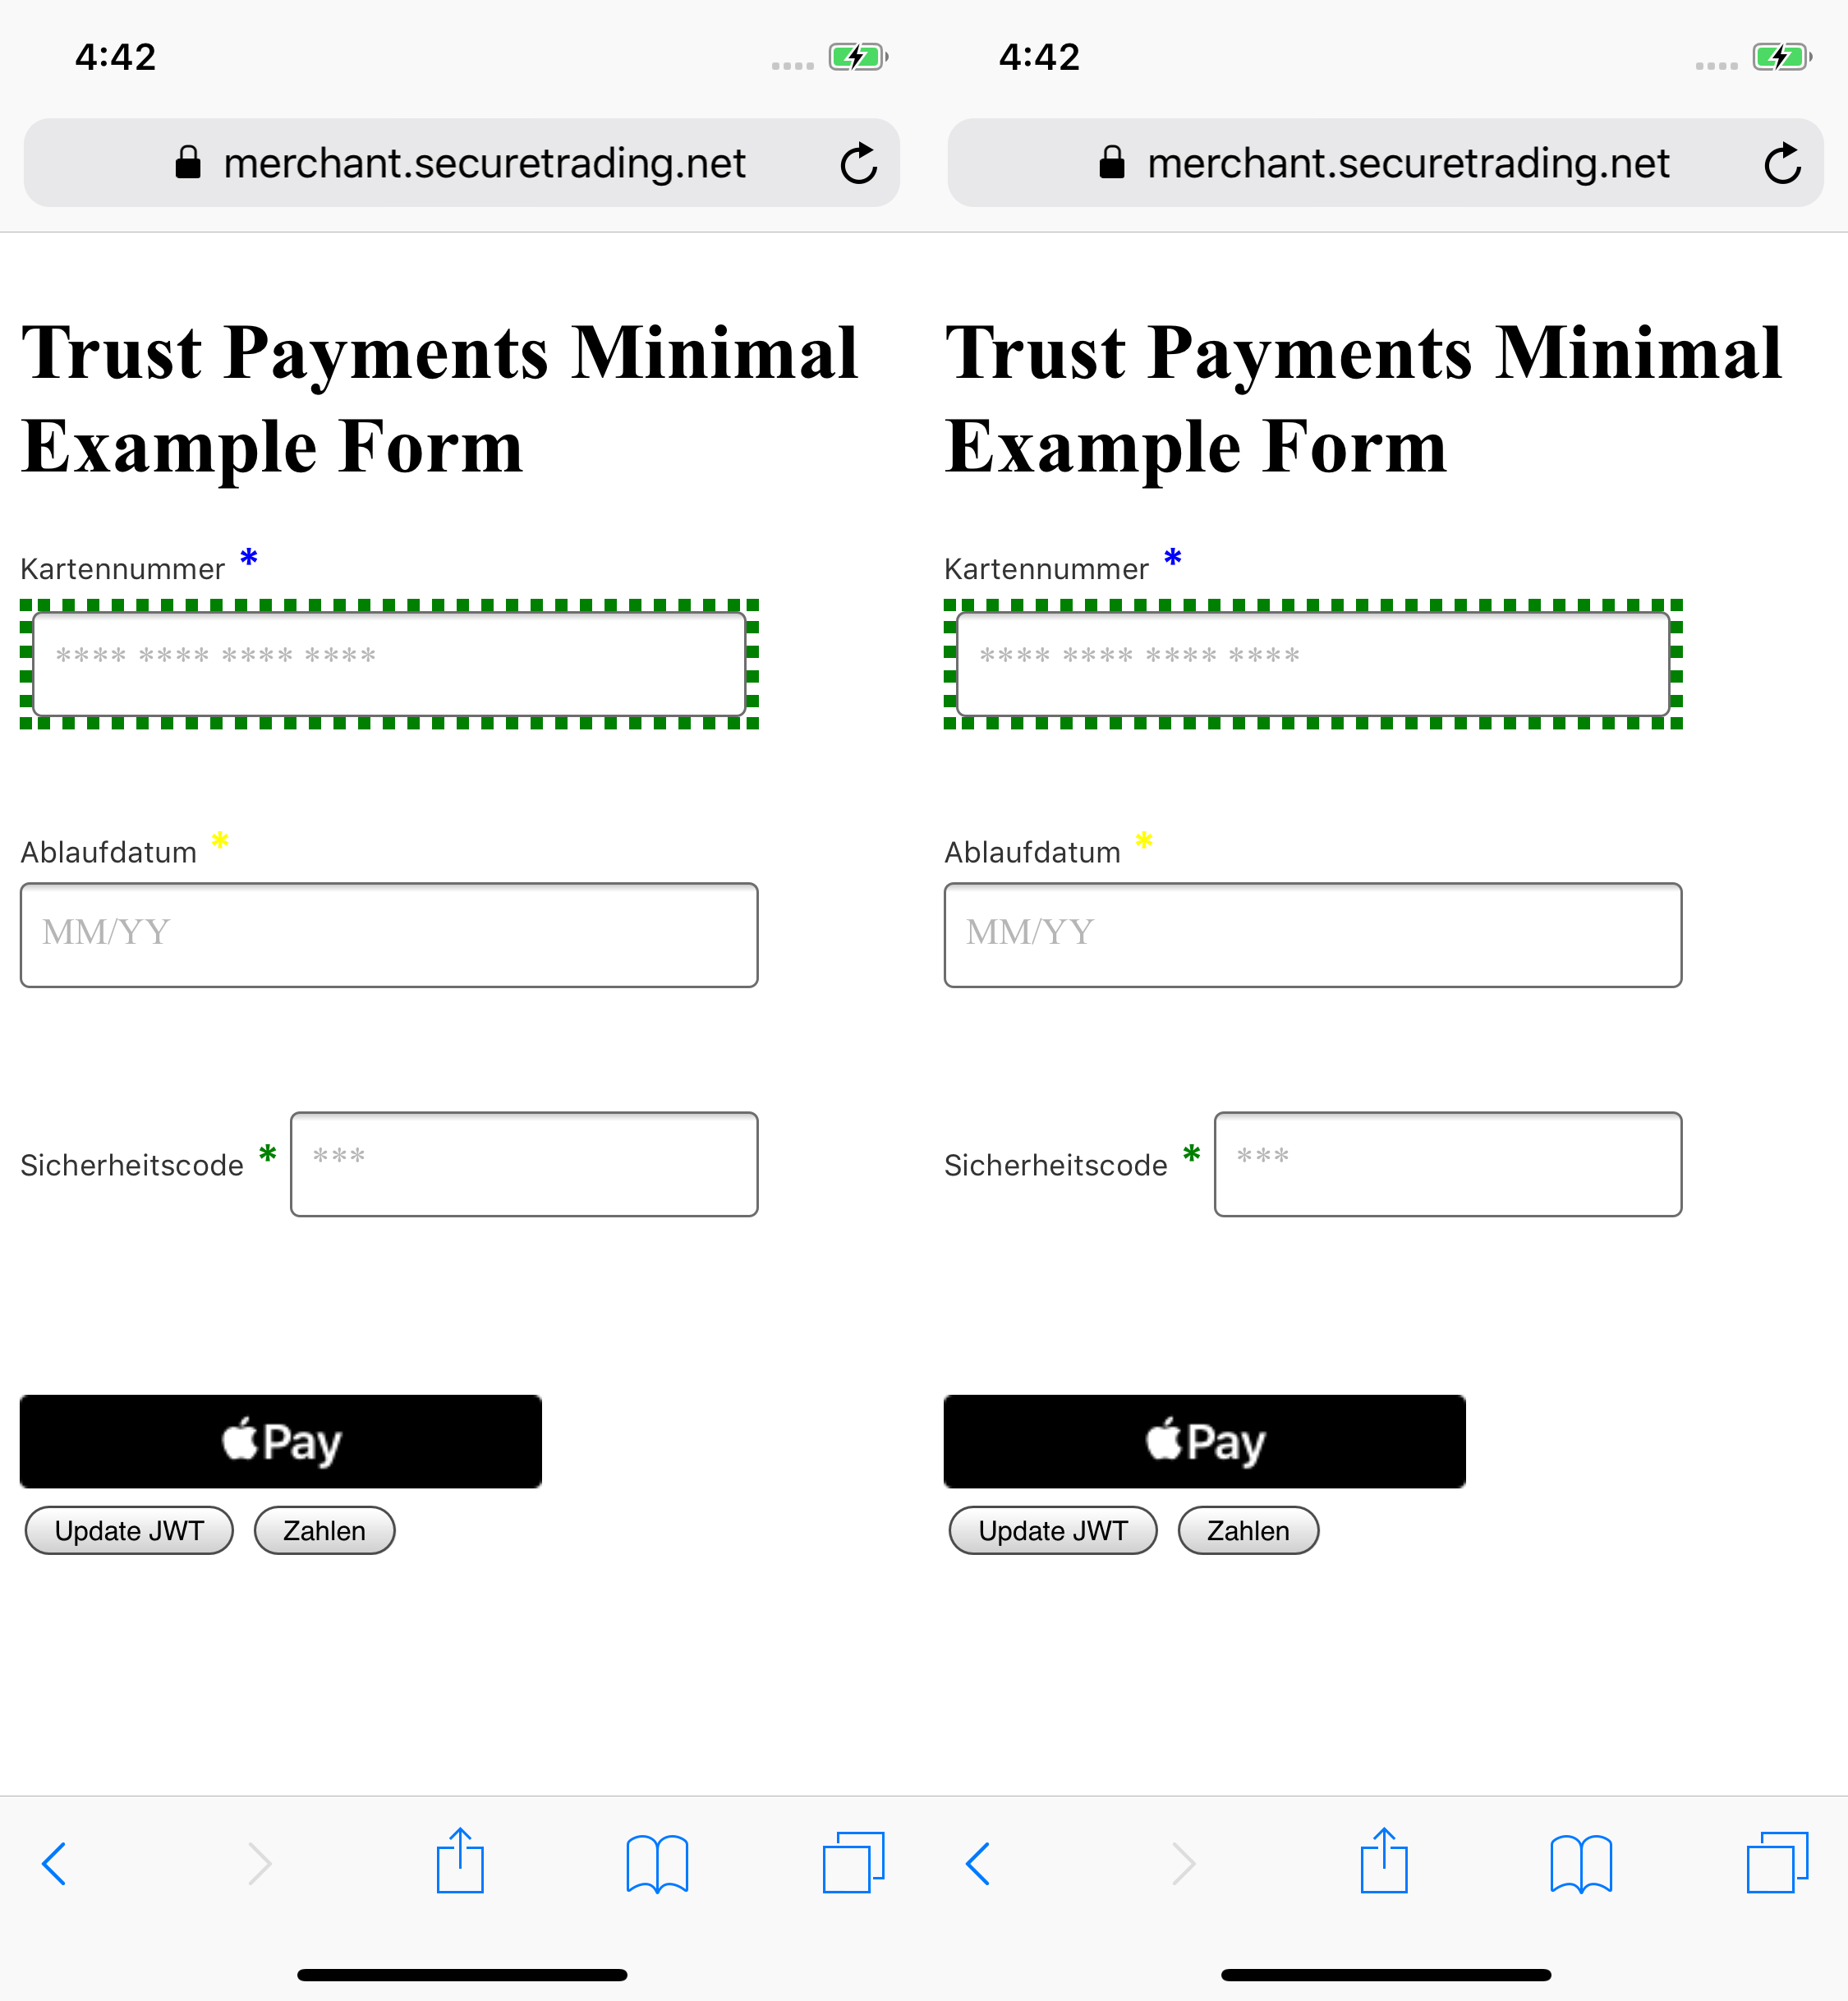 4:42
merchant.securetrading.net
Trust Payments Minimal
Example Form
Kartennummer *
**** **** **** ****
Ablaufdatum *
MM/YY
Sicherheitscode * ***
Pay
Update JWT Zahlen
4:42
merchant.securetrading.net
Trust Payments Minimal
Example Form
Kartennummer *
**** **** **** ****
Ablaufdatum *
MM/YY
Sicherheitscode * ***
Pay
Update JWT Zahlen